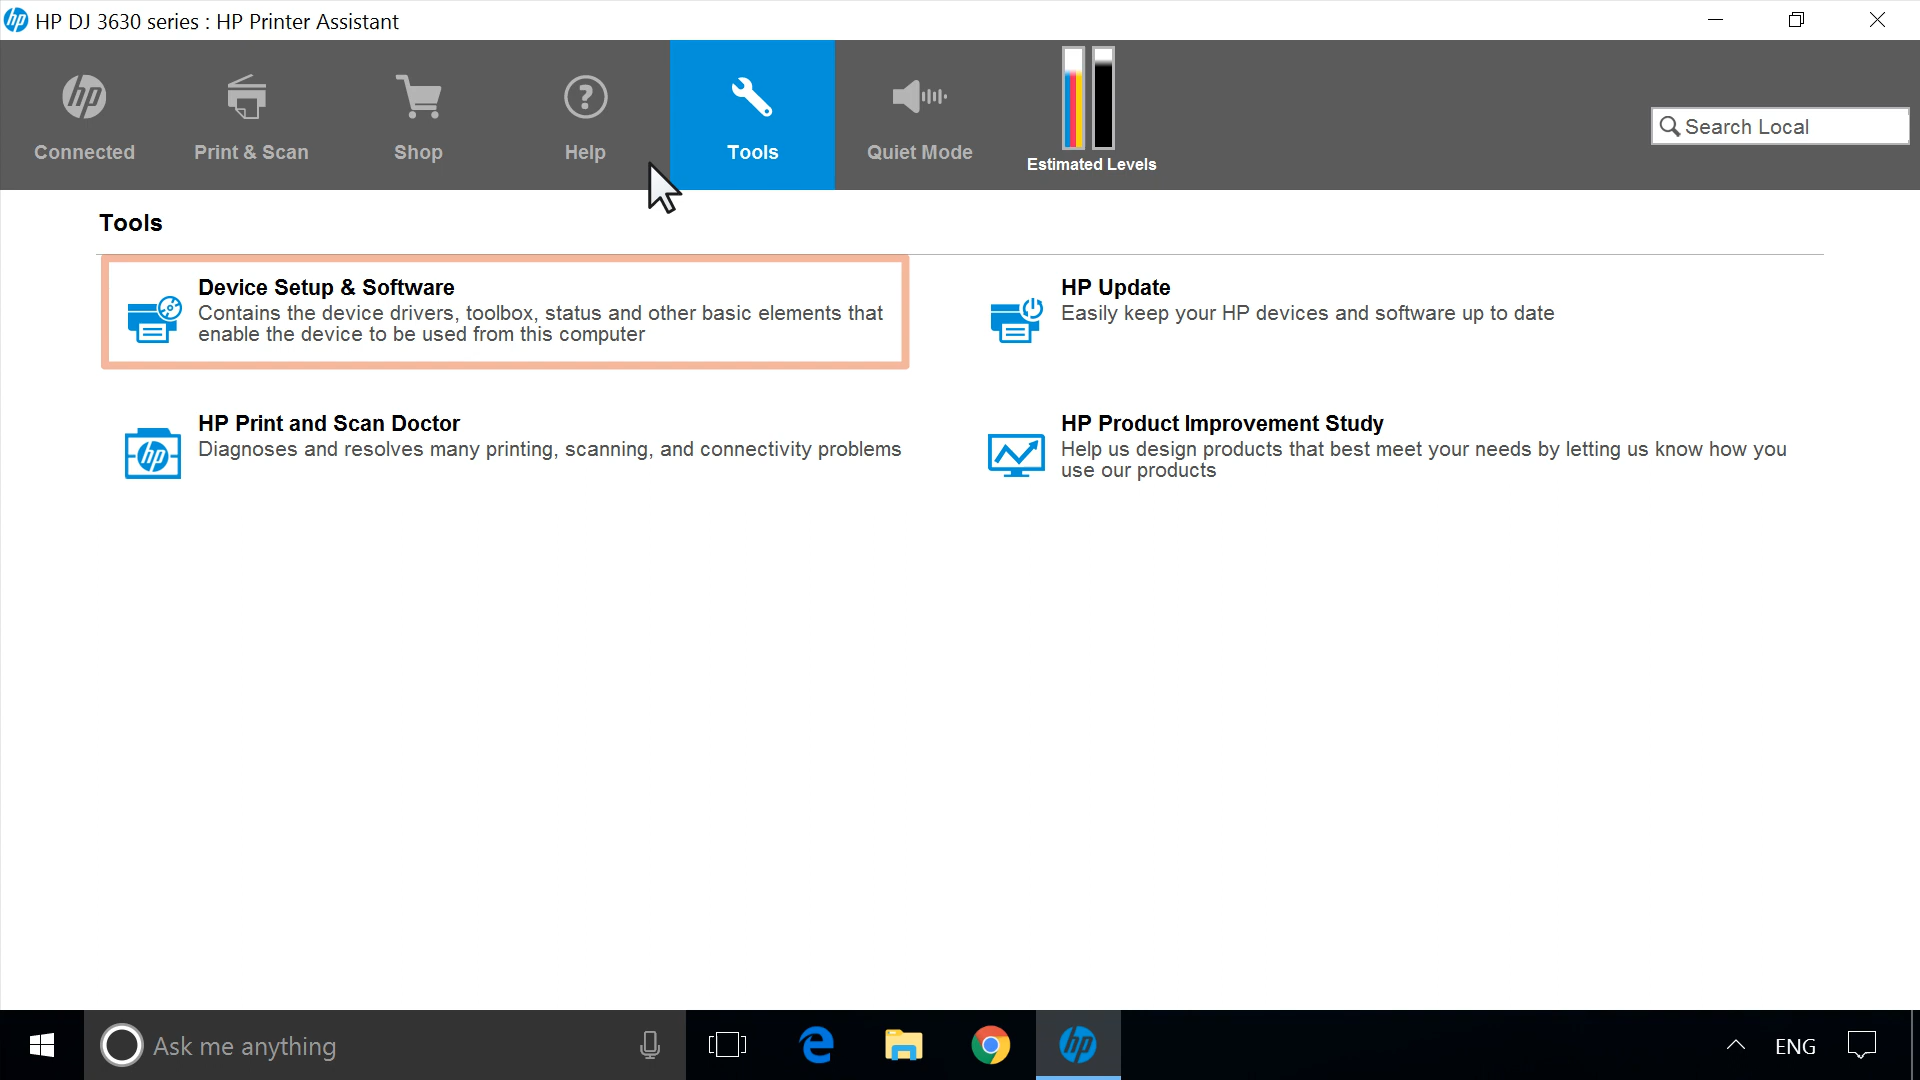 hp HP DJ 3630 series : HP Printer Assistant
hp
Connected
Print & Scan
Shop
?
Help
Tools
Quiet Mode
Estimated Levels
Search Local
Tools
Device Setup & Software
Contains the device drivers, toolbox, status and other basic elements that
enable the device to be used from this computer
HP Update
Easily keep your HP devices and software up to date
hp
HP Print and Scan Doctor
Diagnoses and resolves many printing, scanning, and connectivity problems
HP Product Improvement Study
Help us design products that best meet your needs by letting us know how you
use our products
Ask me anything
hp
ENG